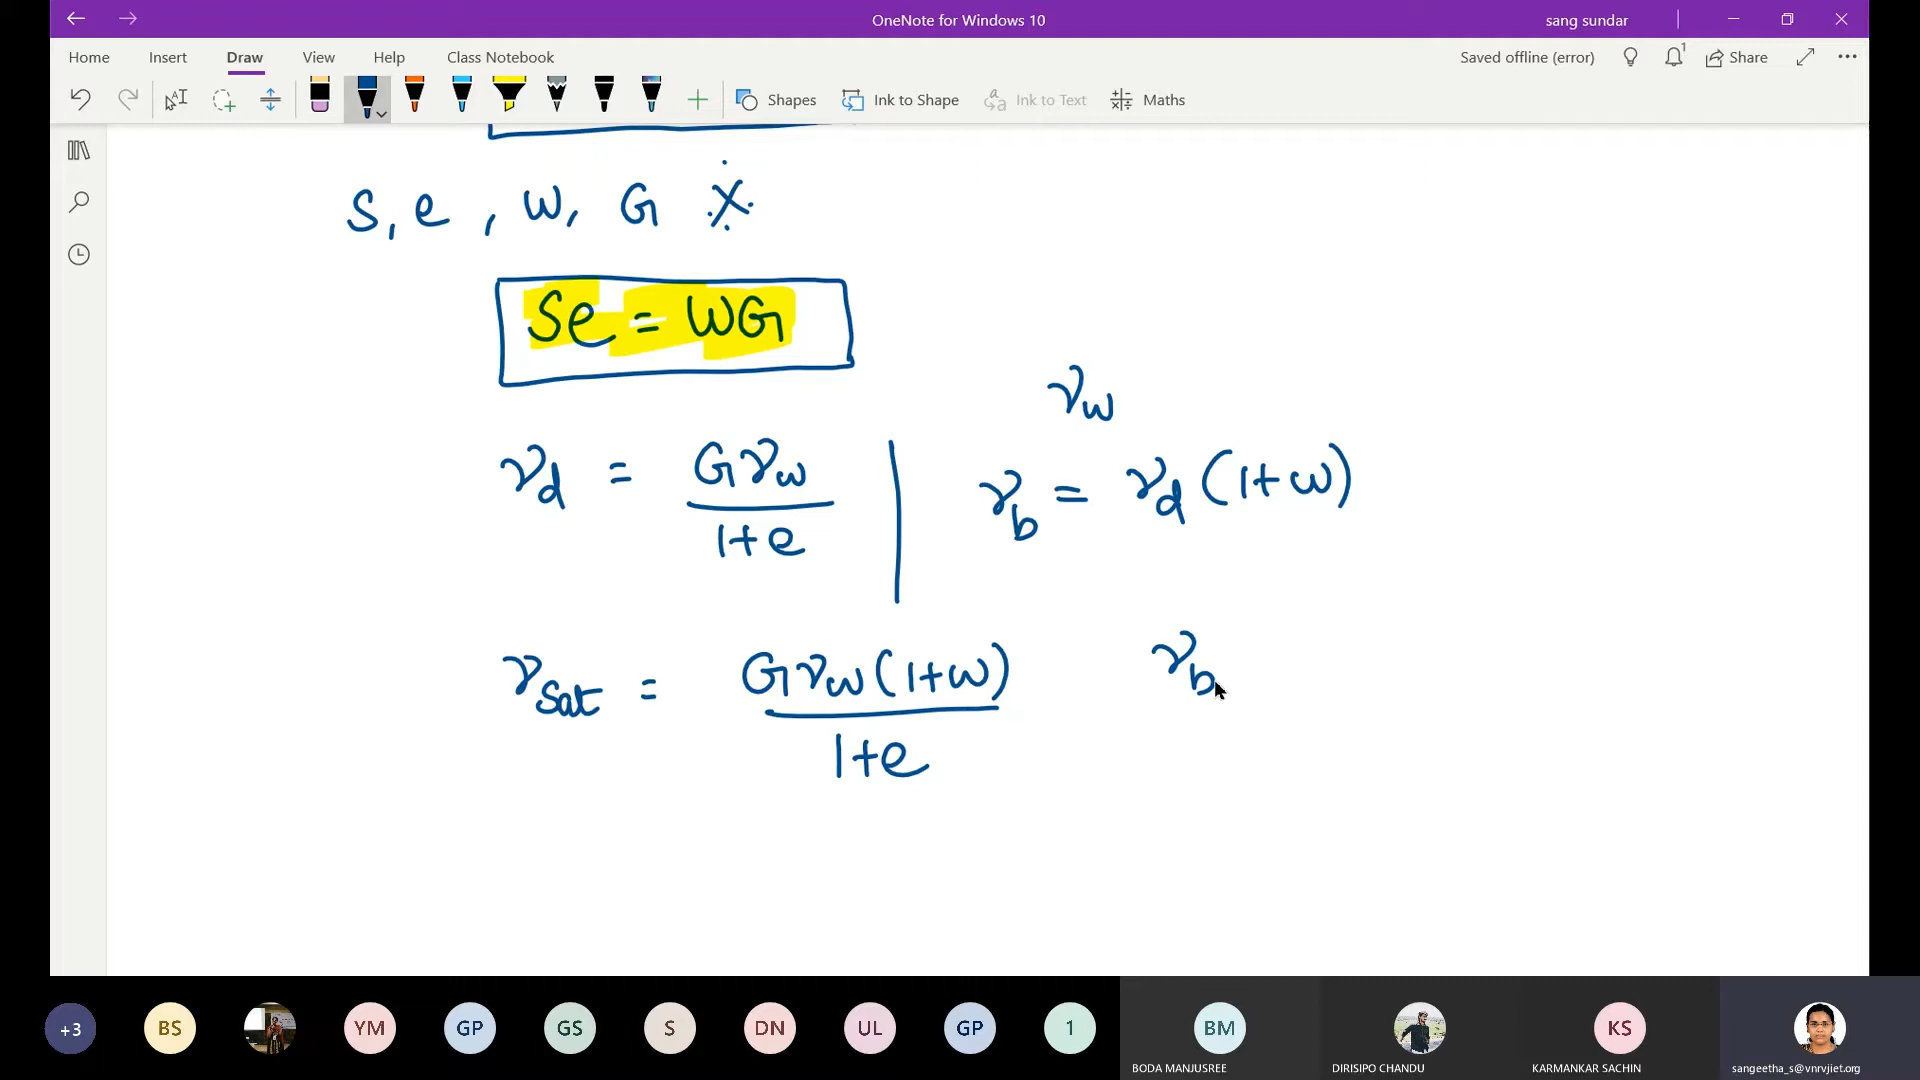 OneNote for Windows 10
sang sundar
Home Insert Draw View Help Class Notebook
Saved offline (error) 1 Share
Shapes Ink to Shape Ink to Text Maths
S, e, w, G
Se = wG
γw
γd = Gγw / 1+e
γb = γd (1+w)
γsat = Gγw (1+w) / 1+e
γb
+3 BS YM GP GS S DN UL GP 1 BM KS
BODA MANJUSREE DIRISIPO CHANDU KARMANKAR SACHIN sangeetha_s@vnrvjiet.org